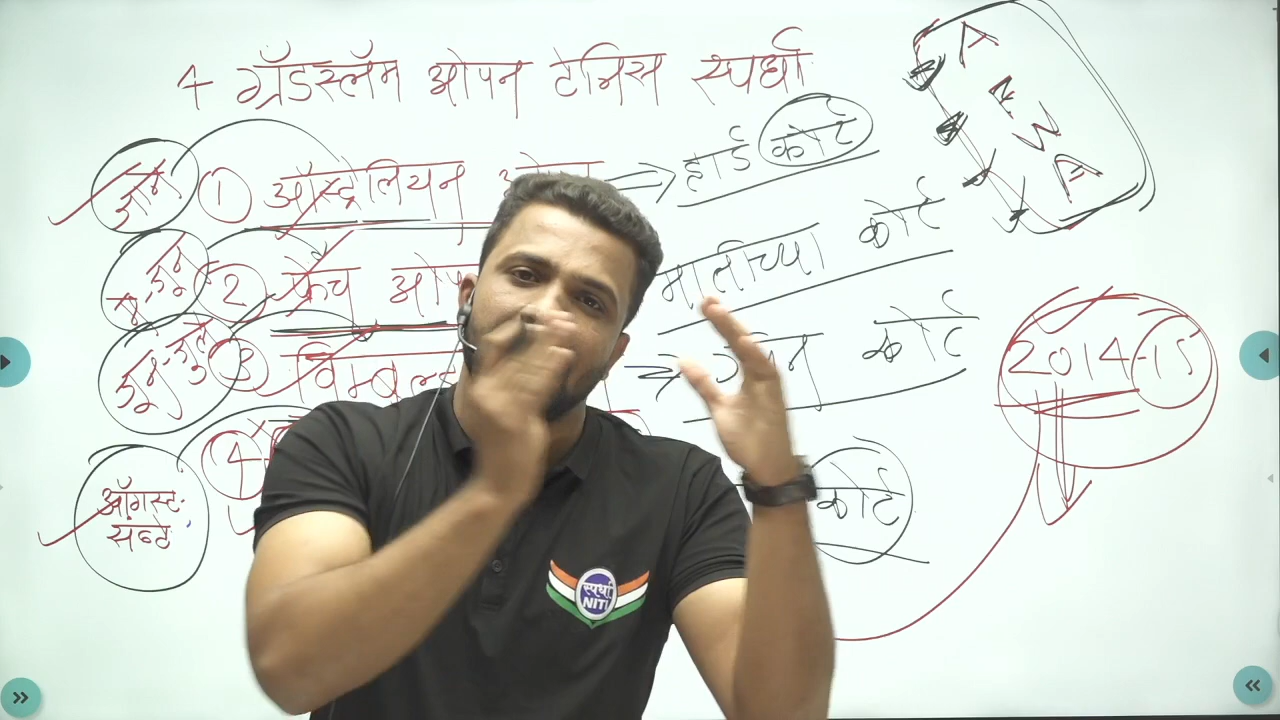 4 ग्रँडस्लॅम ओपन टेनिस स्पर्धा
① ऑस्ट्रेलियन => हार्ड कोर्ट
② फ्रेंच ओप मातीच्या कोर्ट
जून-जुलै ③ विम्बल => कोर्ट
ऑगस्ट- ④ कोर्ट
सप्टें
A
F
W
A
2014-15
स्पर्धा
NITI